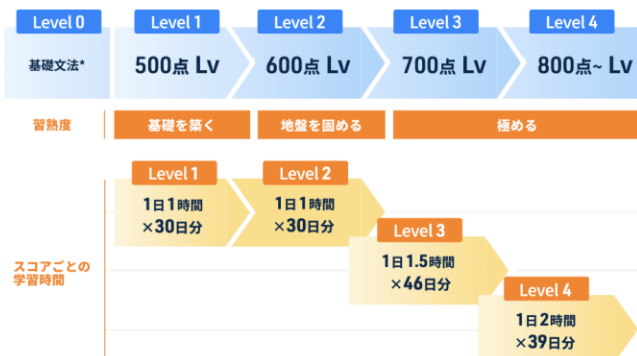 Level 0
Level 1
Level 2
Level 3
Level 4
基礎文法*
500点 Lv
600点 Lv
700点 Lv
800点~ Lv
習熟度
基礎を築く
地盤を固める
極める
スコアごとの
学習時間
Level 1
1日1時間
×30日分
Level 2
1日1時間
×30日分
Level 3
1日1.5時間
×46日分
Level 4
1日2時間
×39日分